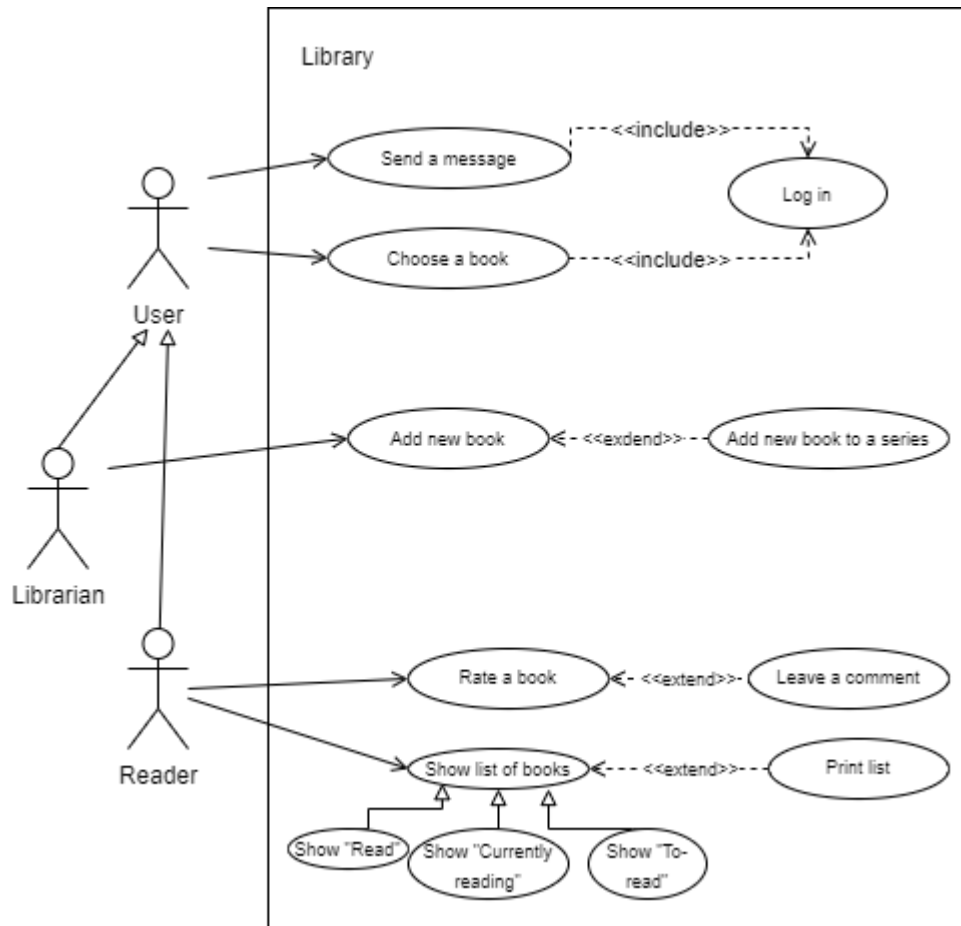 Library
Send a message
<<include>>
Log in
Choose a book
<<include>>
User
Add new book
<<exdend>>
Add new book to a series
Librarian
Rate a book
<<extend>>
Leave a comment
Reader
Show list of books
<<extend>>
Print list
Show "Read"
Show "Currently
reading"
Show "To-
read"